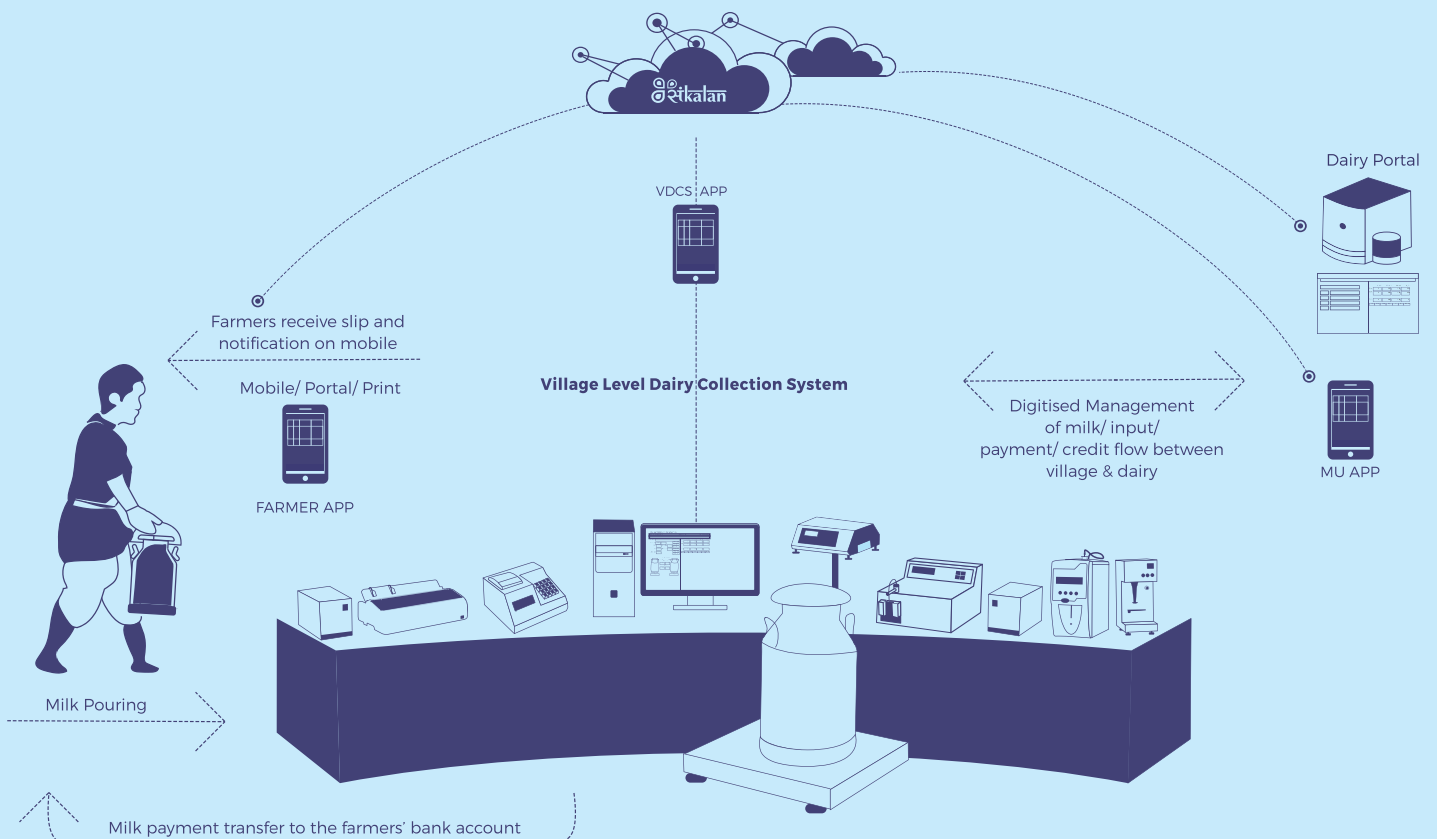 संkalan
VDCS APP
Dairy Portal
Farmers receive slip and
notification on mobile
Mobile/ Portal/ Print
FARMER APP
Village Level Dairy Collection System
Digitised Management
of milk/ input/
payment/ credit flow between
village & dairy
MU APP
Milk Pouring
Milk payment transfer to the farmers’ bank account